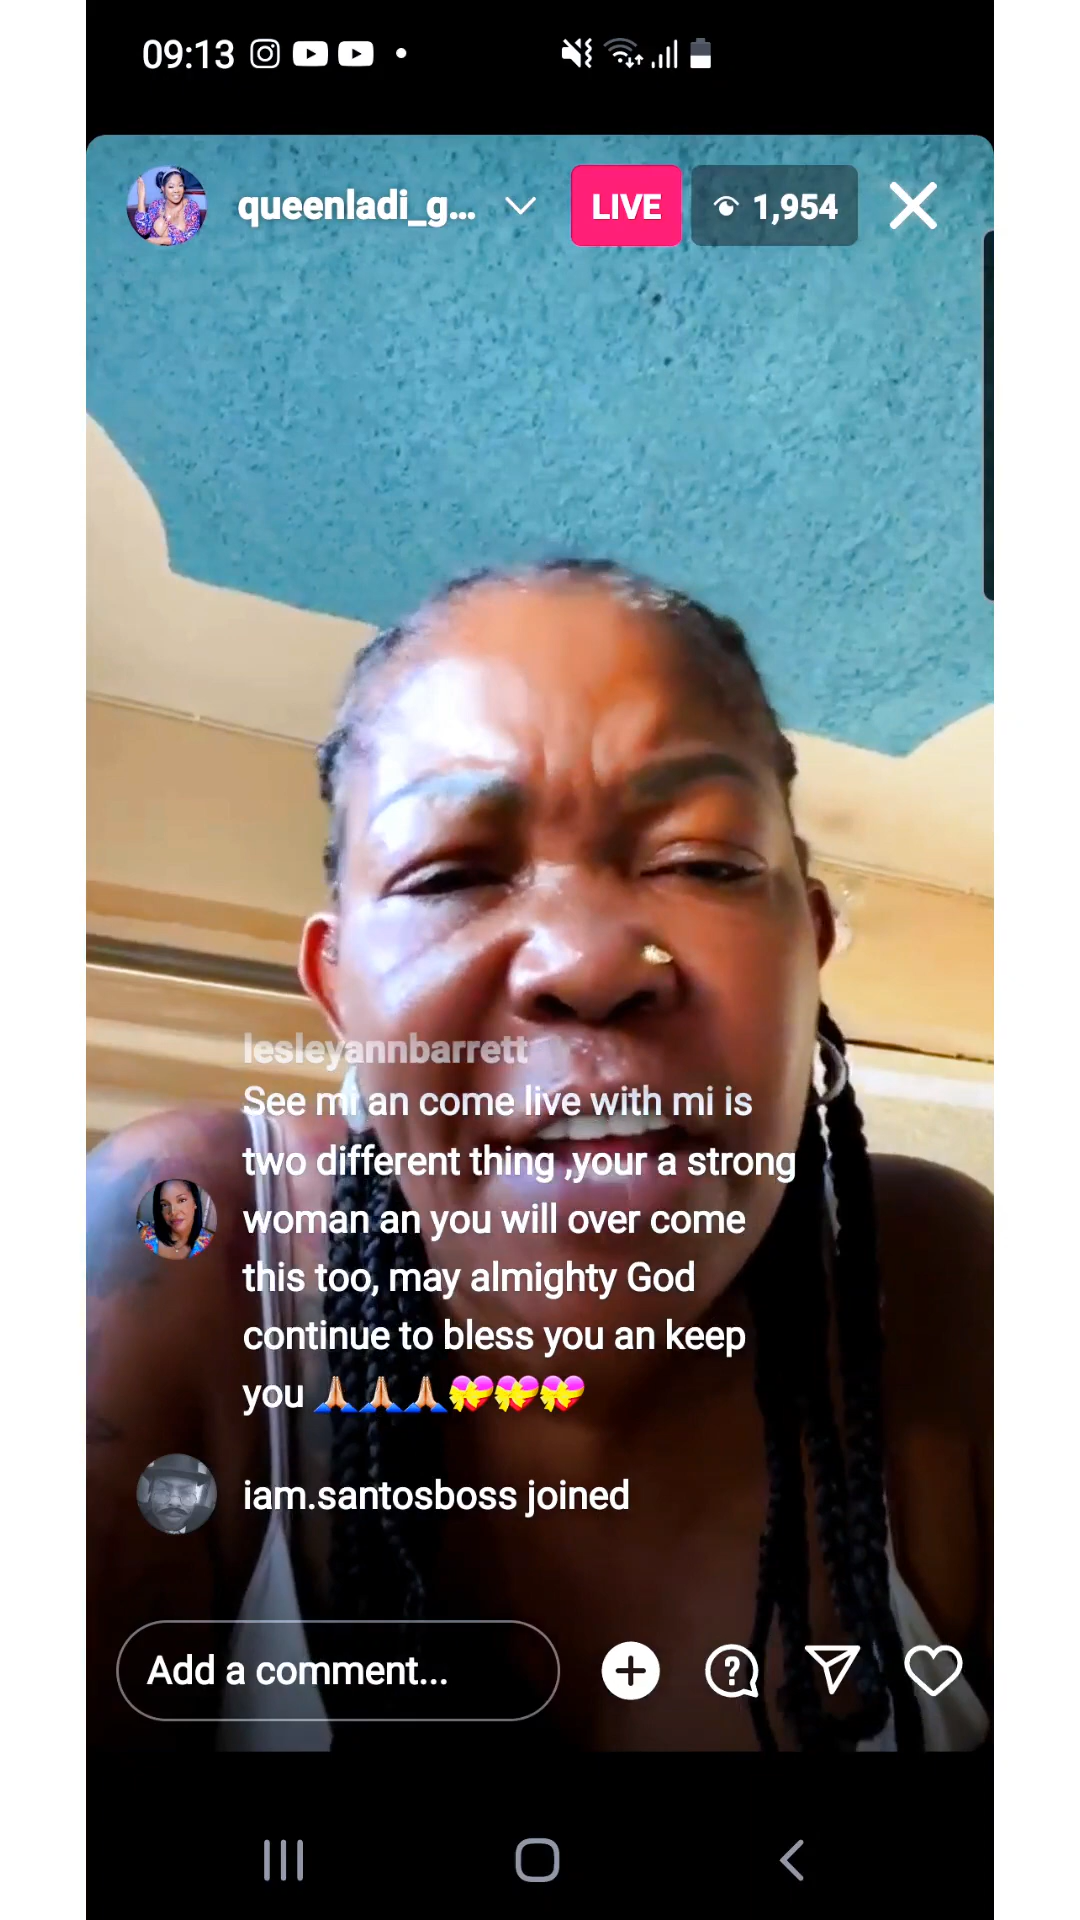 09:13
queenladi_g...
LIVE
1,954
lesleyannbarrett
See mi an come live with mi is
two different thing ,your a strong
woman an you will over come
this too, may almighty God
continue to bless you an keep
you 🙏🏽🙏🏽🙏🏽💝💝💝
iam.santosboss joined
Add a comment...